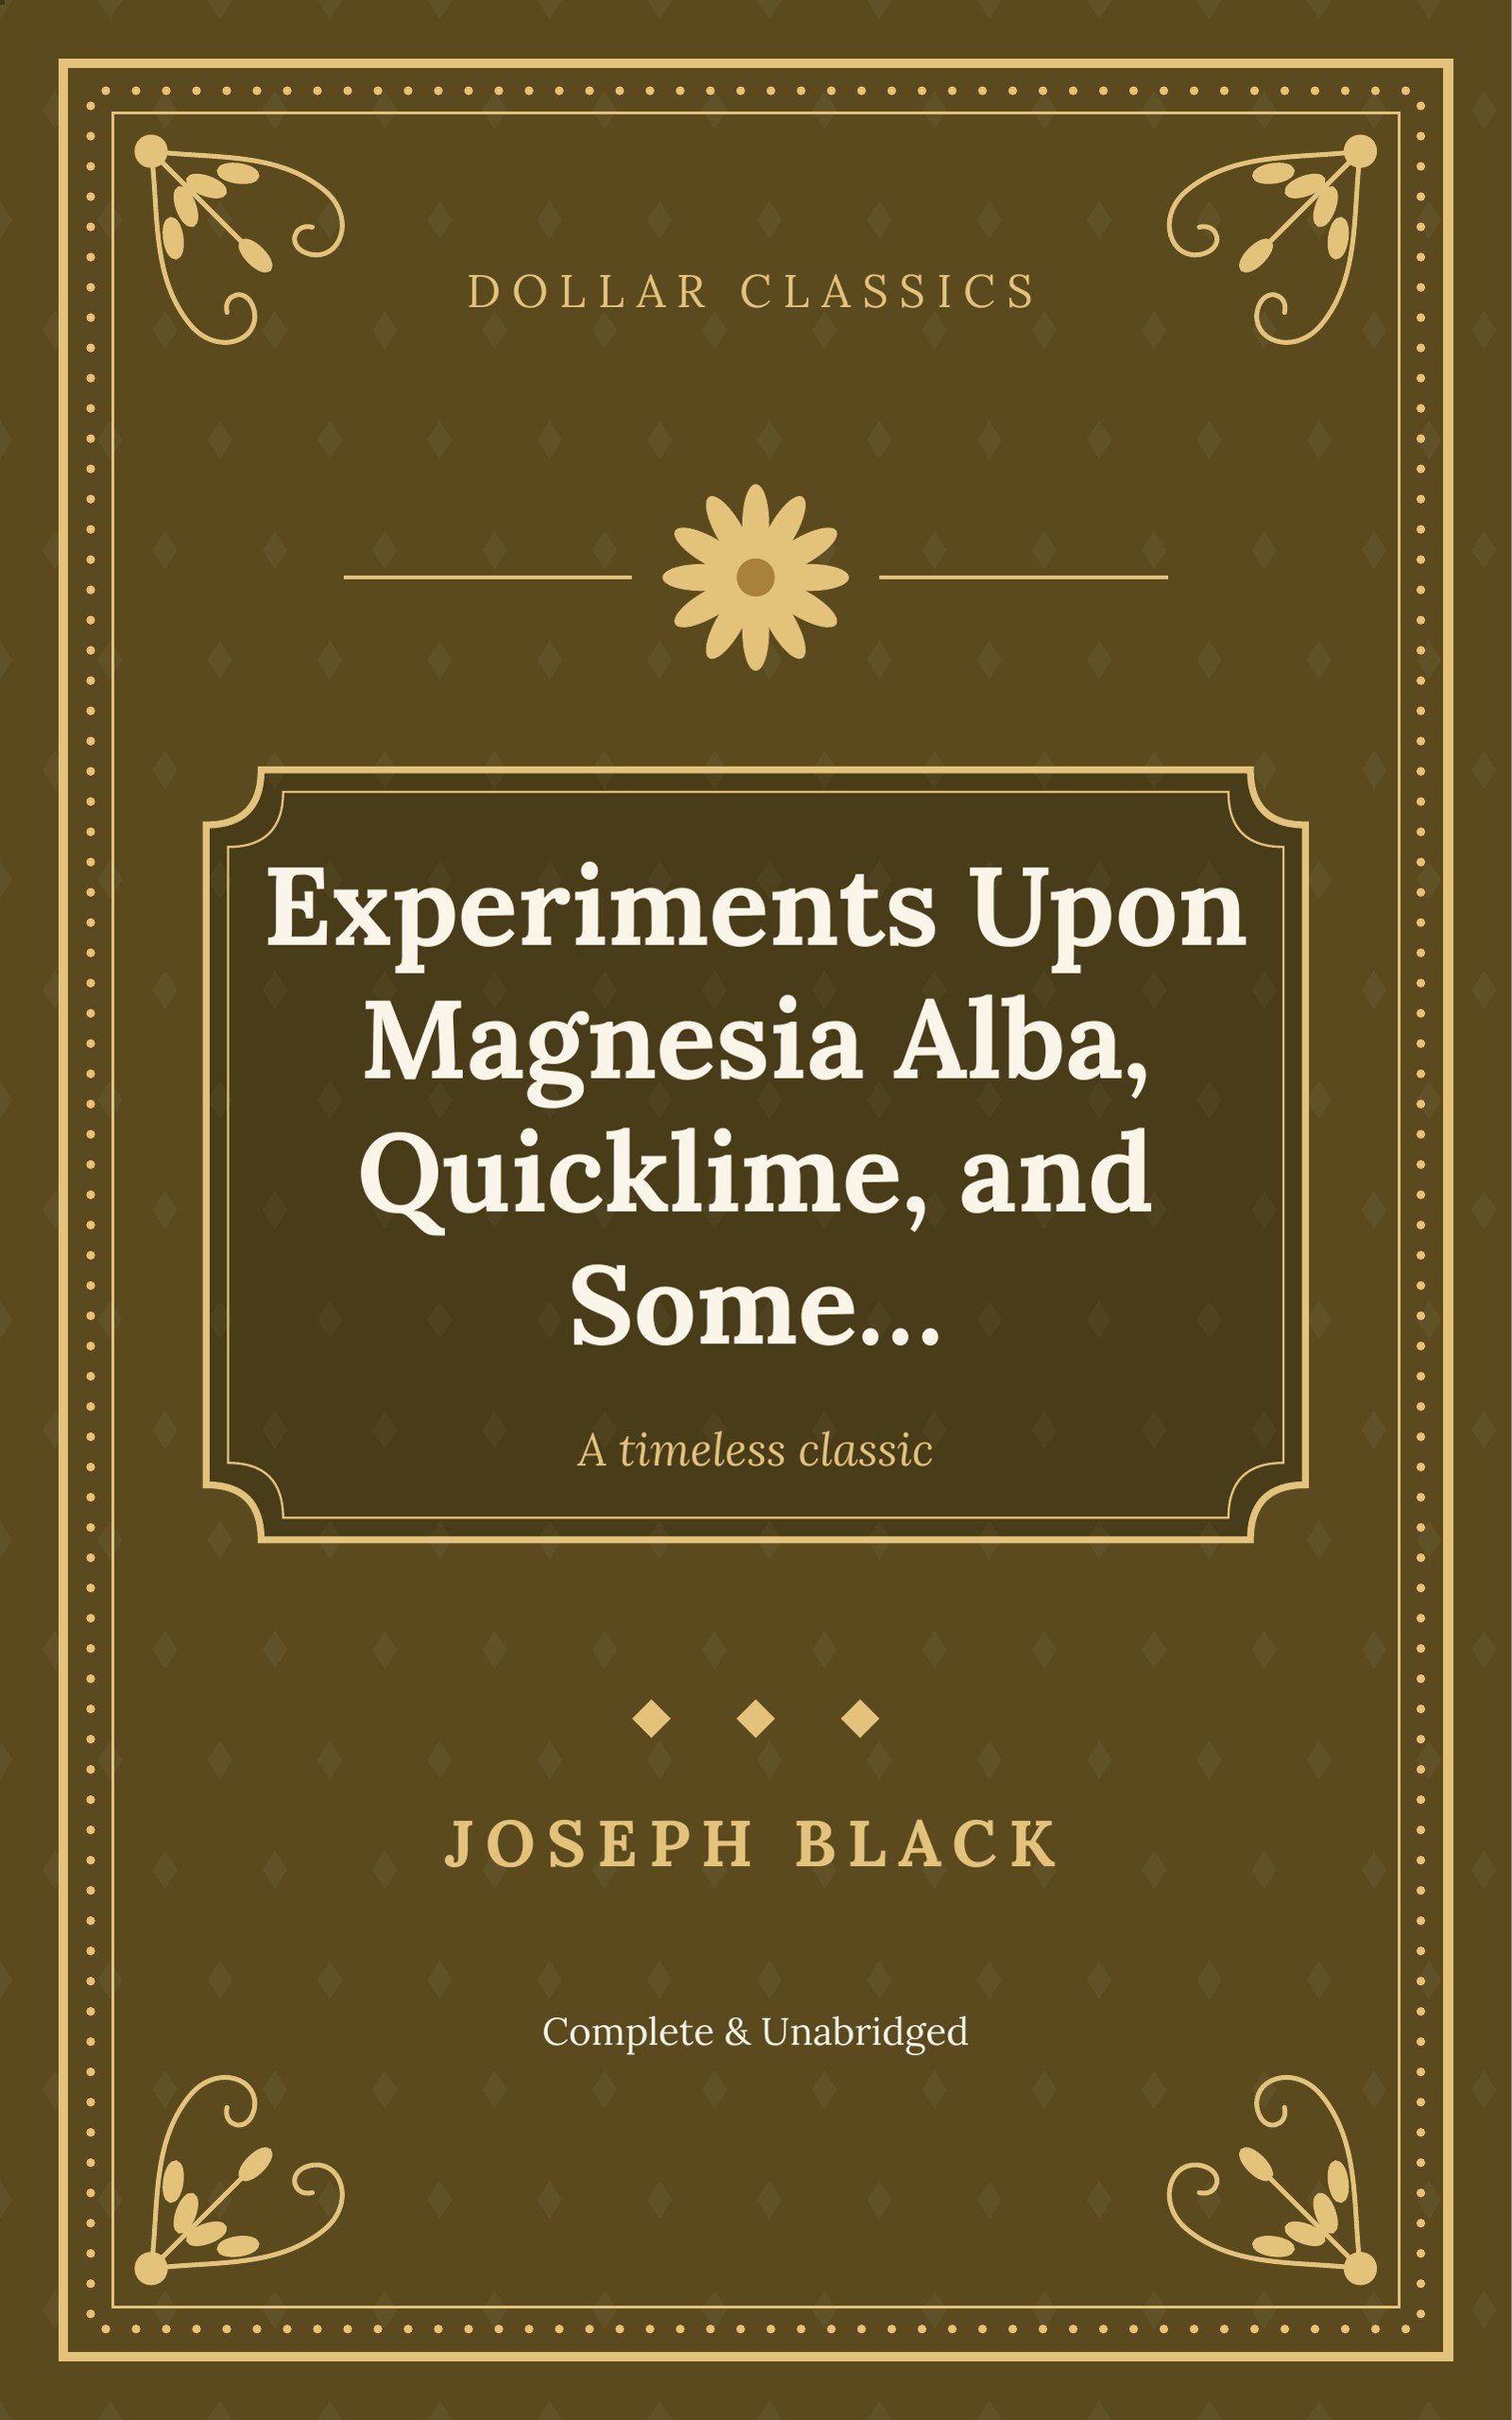 DOLLAR CLASSICS
Experiments Upon
Magnesia Alba,
Quicklime, and
Some...
A timeless classic
JOSEPH BLACK
Complete & Unabridged